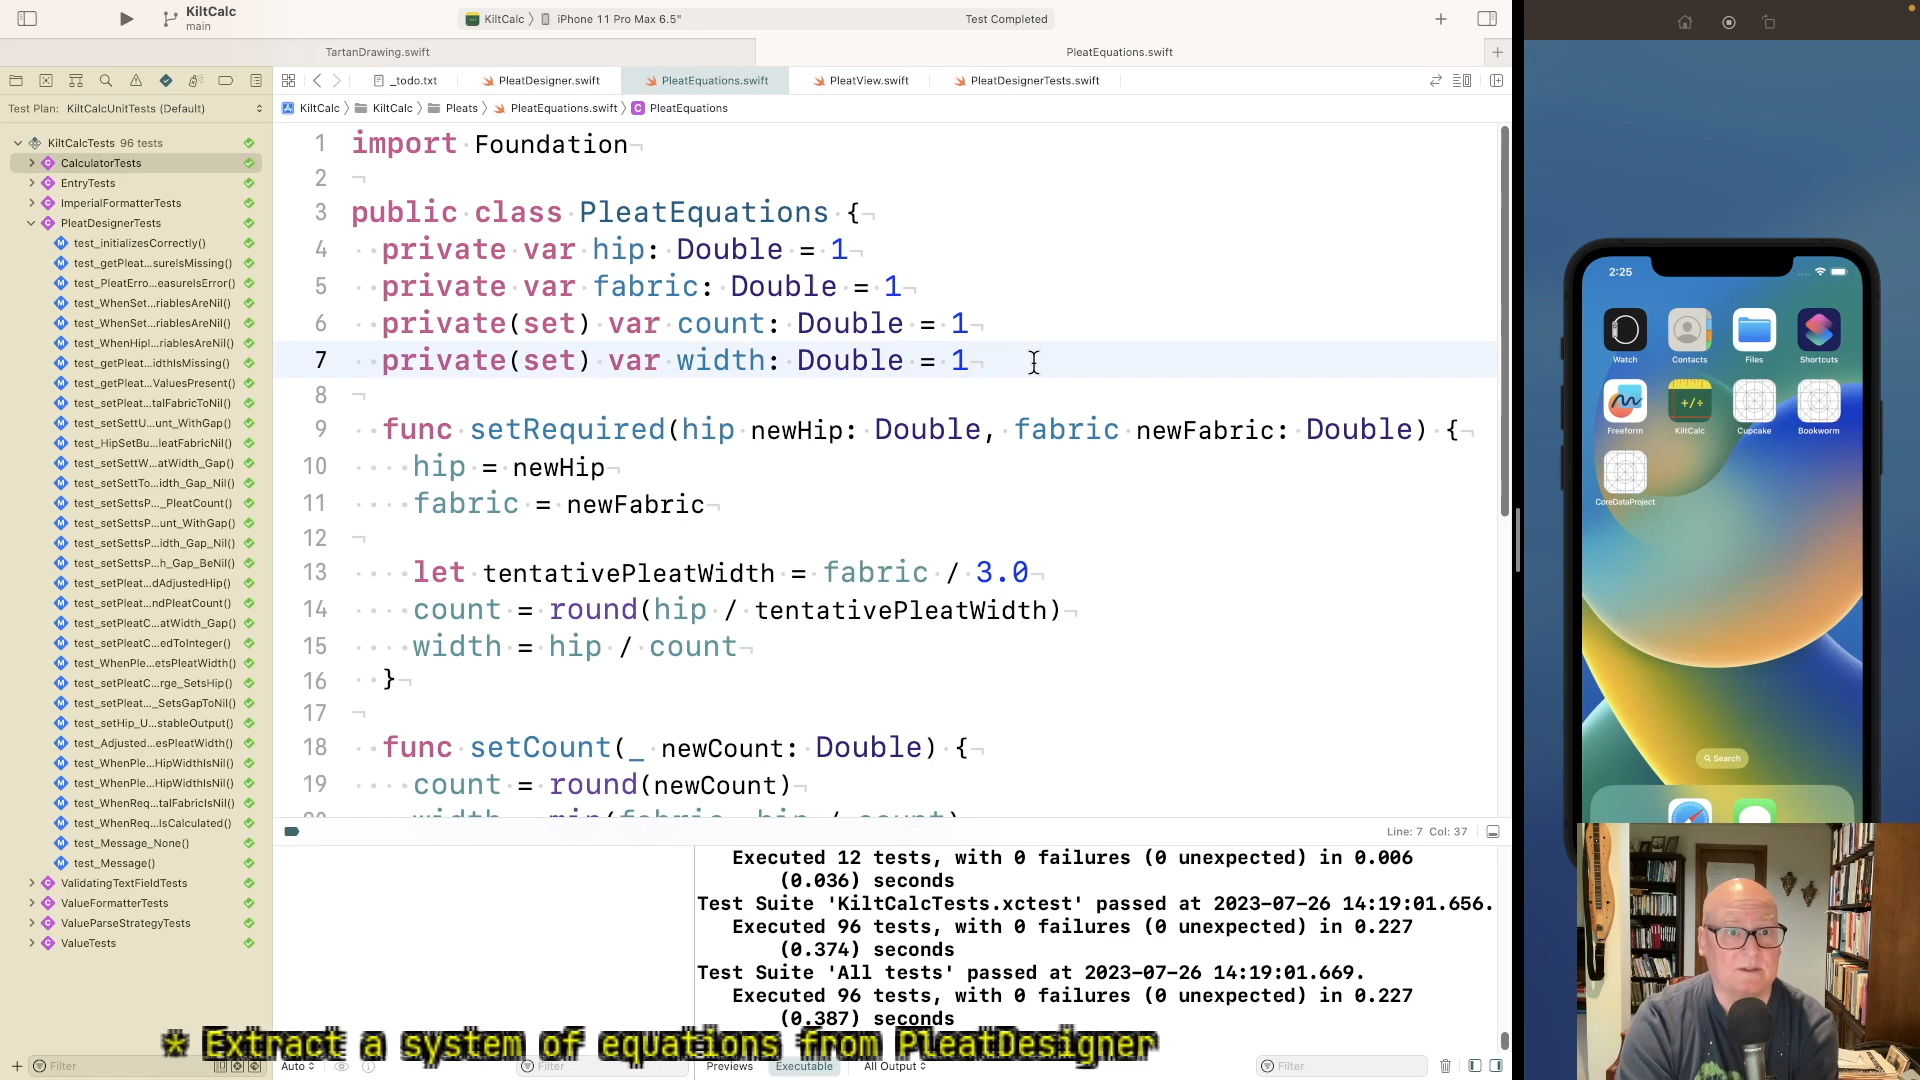 KiltCalc
main
KiltCalc
iPhone 11 Pro Max 6.5"
Test Completed
TartanDrawing.swift
PleatEquations.swift
_todo.txt
PleatDesigner.swift
PleatEquations.swift
PleatView.swift
PleatDesignerTests.swift
Test Plan: KiltCalcUnitTests (Default)
KiltCalc
KiltCalc
Pleats
PleatEquations.swift
PleatEquations
KiltCalcTests 96 tests
CalculatorTests
EntryTests
ImperialFormatterTests
PleatDesignerTests
test_initializesCorrectly()
test_getPleat...sureIsMissing()
test_PleatErro...easureIsError()
test_WhenSet...riablesAreNil()
test_WhenSet...riablesAreNil()
test_WhenHipI...riablesAreNil()
test_getPleat...idthIsMissing()
test_getPleat...ValuesPresent()
test_setPleat...talFabricToNil()
test_setSettU...unt_WithGap()
test_HipSetBu...leatFabricNil()
test_setSettW...atWidth_Gap()
test_setSettTo...idth_Gap_Nil()
test_setSettsP..._PleatCount()
test_setSettsP...unt_WithGap()
test_setSettsP...idth_Gap_Nil()
test_setSettsP...h_Gap_BeNil()
test_setPleat...dAdjustedHip()
test_setPleat...ndPleatCount()
test_setPleatC...atWidth_Gap()
test_setPleatC...edToInteger()
test_WhenPle...etsPleatWidth()
test_setPleatC...rge_SetsHip()
test_setPleat..._SetsGapToNil()
test_setHip_U...stableOutput()
test_Adjusted...esPleatWidth()
test_WhenPle...HipWidthIsNil()
test_WhenPle...HipWidthIsNil()
test_WhenReq...talFabricIsNil()
test_WhenReq...IsCalculated()
test_Message_None()
test_Message()
ValidatingTextFieldTests
ValueFormatterTests
ValueParseStrategyTests
ValueTests
1 import Foundation
2
3 public class PleatEquations {
4 private var hip: Double = 1
5 private var fabric: Double = 1
6 private(set) var count: Double = 1
7 private(set) var width: Double = 1
8
9 func setRequired(hip newHip: Double, fabric newFabric: Double) {
10 hip = newHip
11 fabric = newFabric
12
13 let tentativePleatWidth = fabric / 3.0
14 count = round(hip / tentativePleatWidth)
15 width = hip / count
16 }
17
18 func setCount(_ newCount: Double) {
19 count = round(newCount)
20 width = min(fabric, hip / count)
Line: 7 Col: 37
Executed 12 tests, with 0 failures (0 unexpected) in 0.006
(0.036) seconds
Test Suite 'KiltCalcTests.xctest' passed at 2023-07-26 14:19:01.656.
Executed 96 tests, with 0 failures (0 unexpected) in 0.227
(0.374) seconds
Test Suite 'All tests' passed at 2023-07-26 14:19:01.669.
Executed 96 tests, with 0 failures (0 unexpected) in 0.227
(0.387) seconds
* Extract a system of equations from PleatDesigner
Filter
Auto
Filter
Previews
Executable
All Output
Filter
2:25
Watch
Contacts
Files
Shortcuts
Freeform
KiltCalc
Cupcake
Bookworm
CoreDataProject
Search